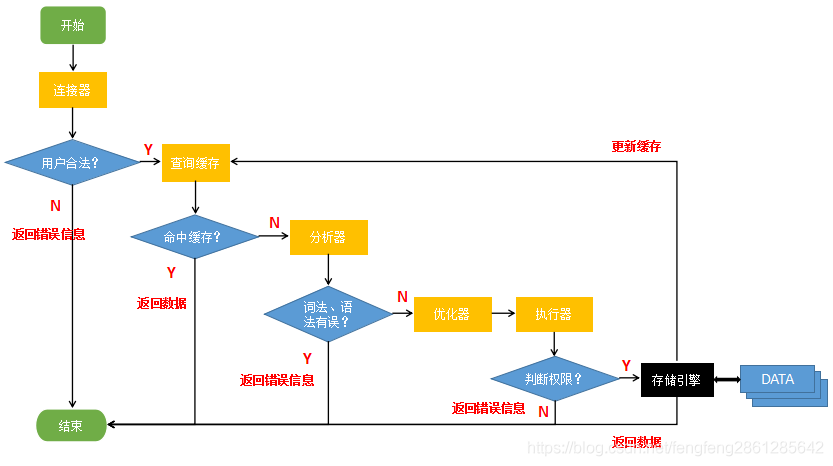 开始
连接器
用户合法？
Y
查询缓存
更新缓存
N
返回错误信息
命中缓存？
N
分析器
Y
返回数据
词法、语
法有误？
N
优化器
执行器
Y
返回错误信息
判断权限？
Y
存储引擎
DATA
返回错误信息
N
结束
返回数据
https://blog.csdn.net/fengfeng2861285642